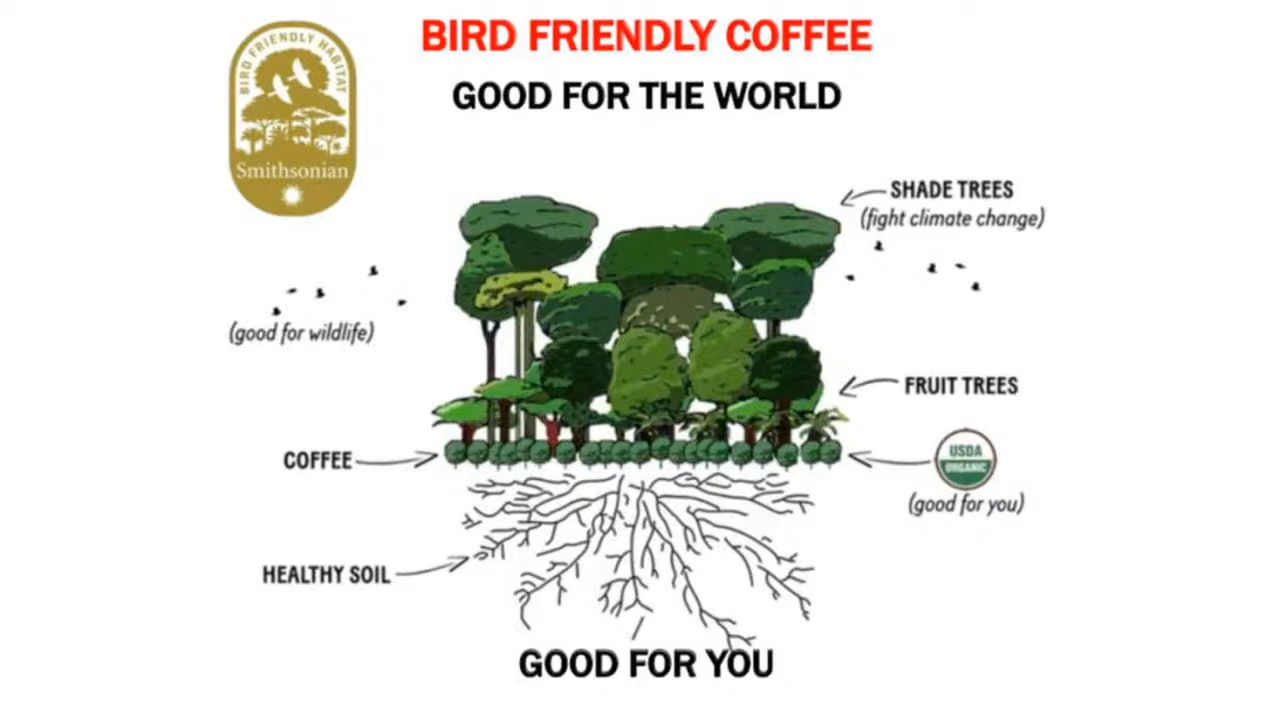 BIRD FRIENDLY COFFEE
GOOD FOR THE WORLD
BIRD FRIENDLY HABITAT
Smithsonian
SHADE TREES
(fight climate change)
(good for wildlife)
FRUIT TREES
COFFEE
USDA
ORGANIC
(good for you)
HEALTHY SOIL
GOOD FOR YOU